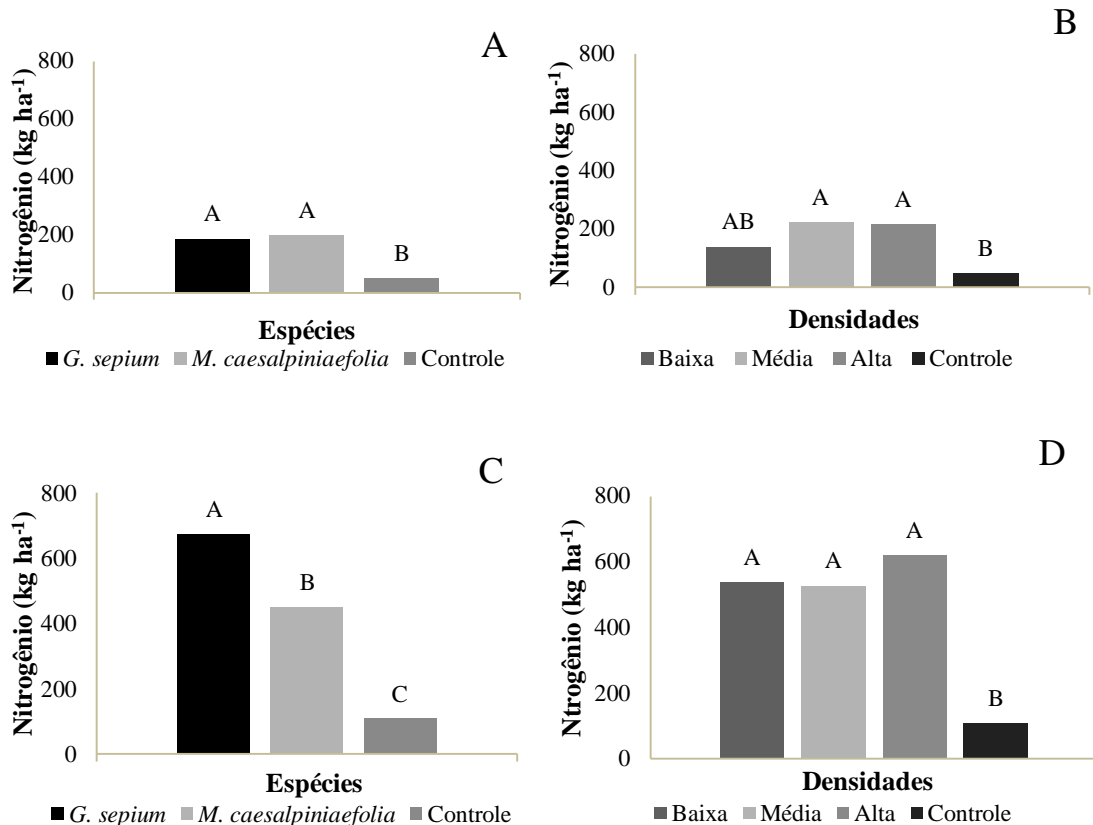 A
Nitrogênio (kg ha-1)
800
600
400
200
0
A
A
B
Espécies
G. sepium M. caesalpiniaefolia Controle
B
Nitrogênio (kg ha-1)
800
600
400
200
0
AB
A
A
B
Densidades
Baixa Média Alta Controle
C
Nitrogênio (kg ha-1)
800
600
400
200
0
A
B
C
Espécies
G. sepium M. caesalpiniaefolia Controle
D
Ntrogênio (kg ha-1)
800
600
400
200
0
A
A
A
B
Densidades
Baixa Média Alta Controle